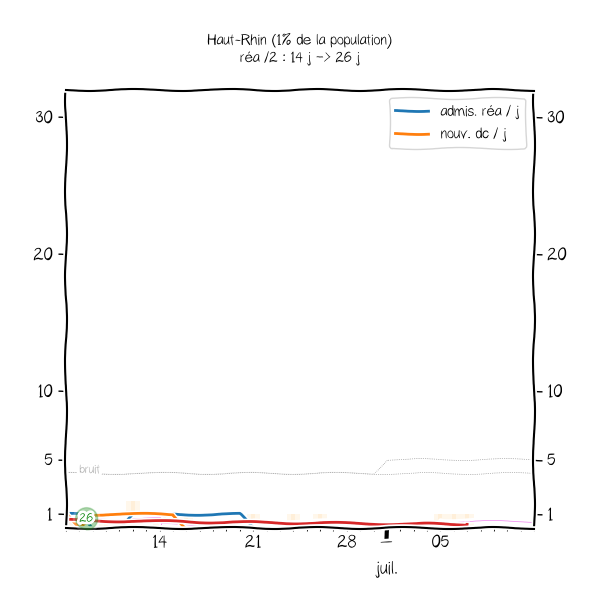 Haut-Rhin (1% de la population)
réa /2 : 14 j -> 26 j
admis. réa / j
nouv. dc / j
30
30
20
20
10
10
5
5
bruit
1
1
26
14
21
28
1
05
juil.